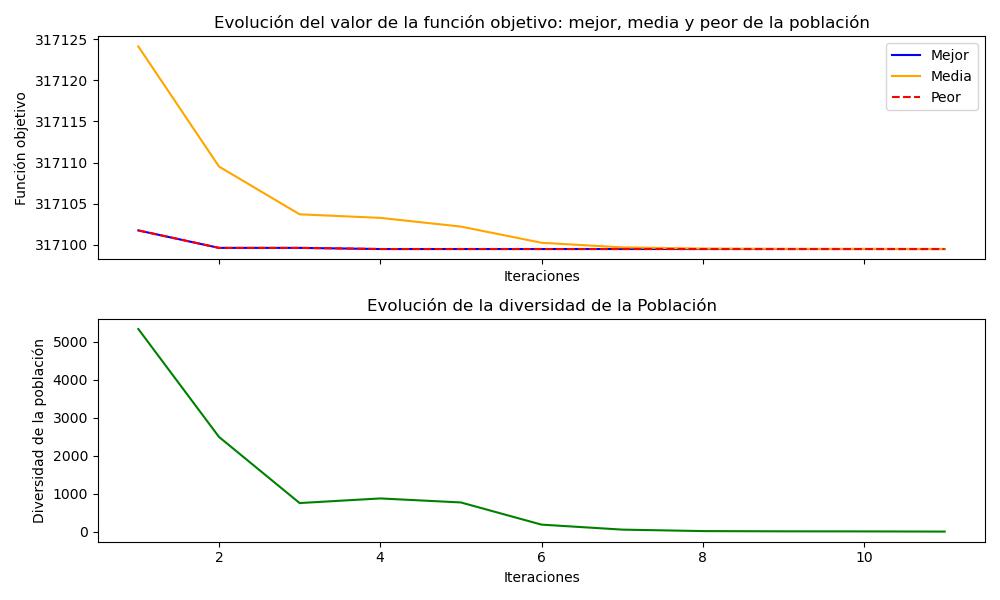 Evolución del valor de la función objetivo: mejor, media y peor de la población
Función objetivo
317125
317120
317115
317110
317105
317100
Mejor
Media
Peor
Iteraciones
Evolución de la diversidad de la Población
Diversidad de la población
5000
4000
3000
2000
1000
0
2
4
6
8
10
Iteraciones